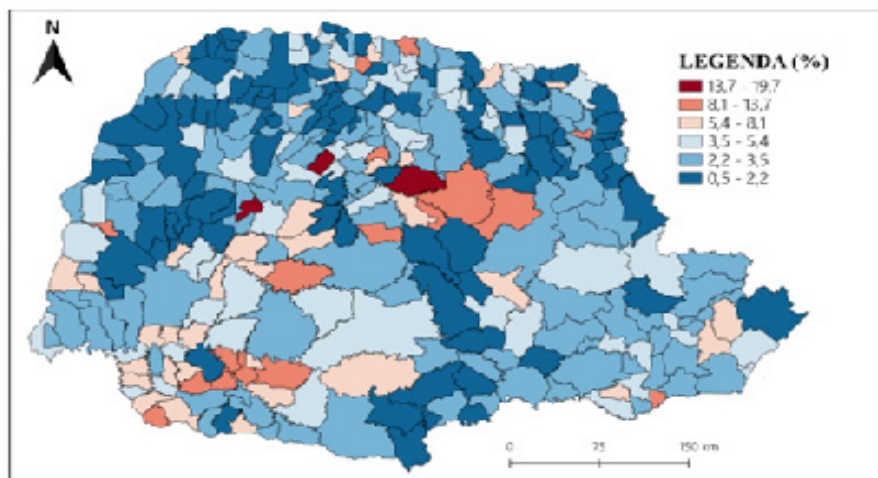 N
LEGENDA (%)
13,7 - 19,7
8,1 - 13,7
5,4 - 8,1
3,5 - 5,4
2,2 - 3,5
0,5 - 2,2
0 75 150 km